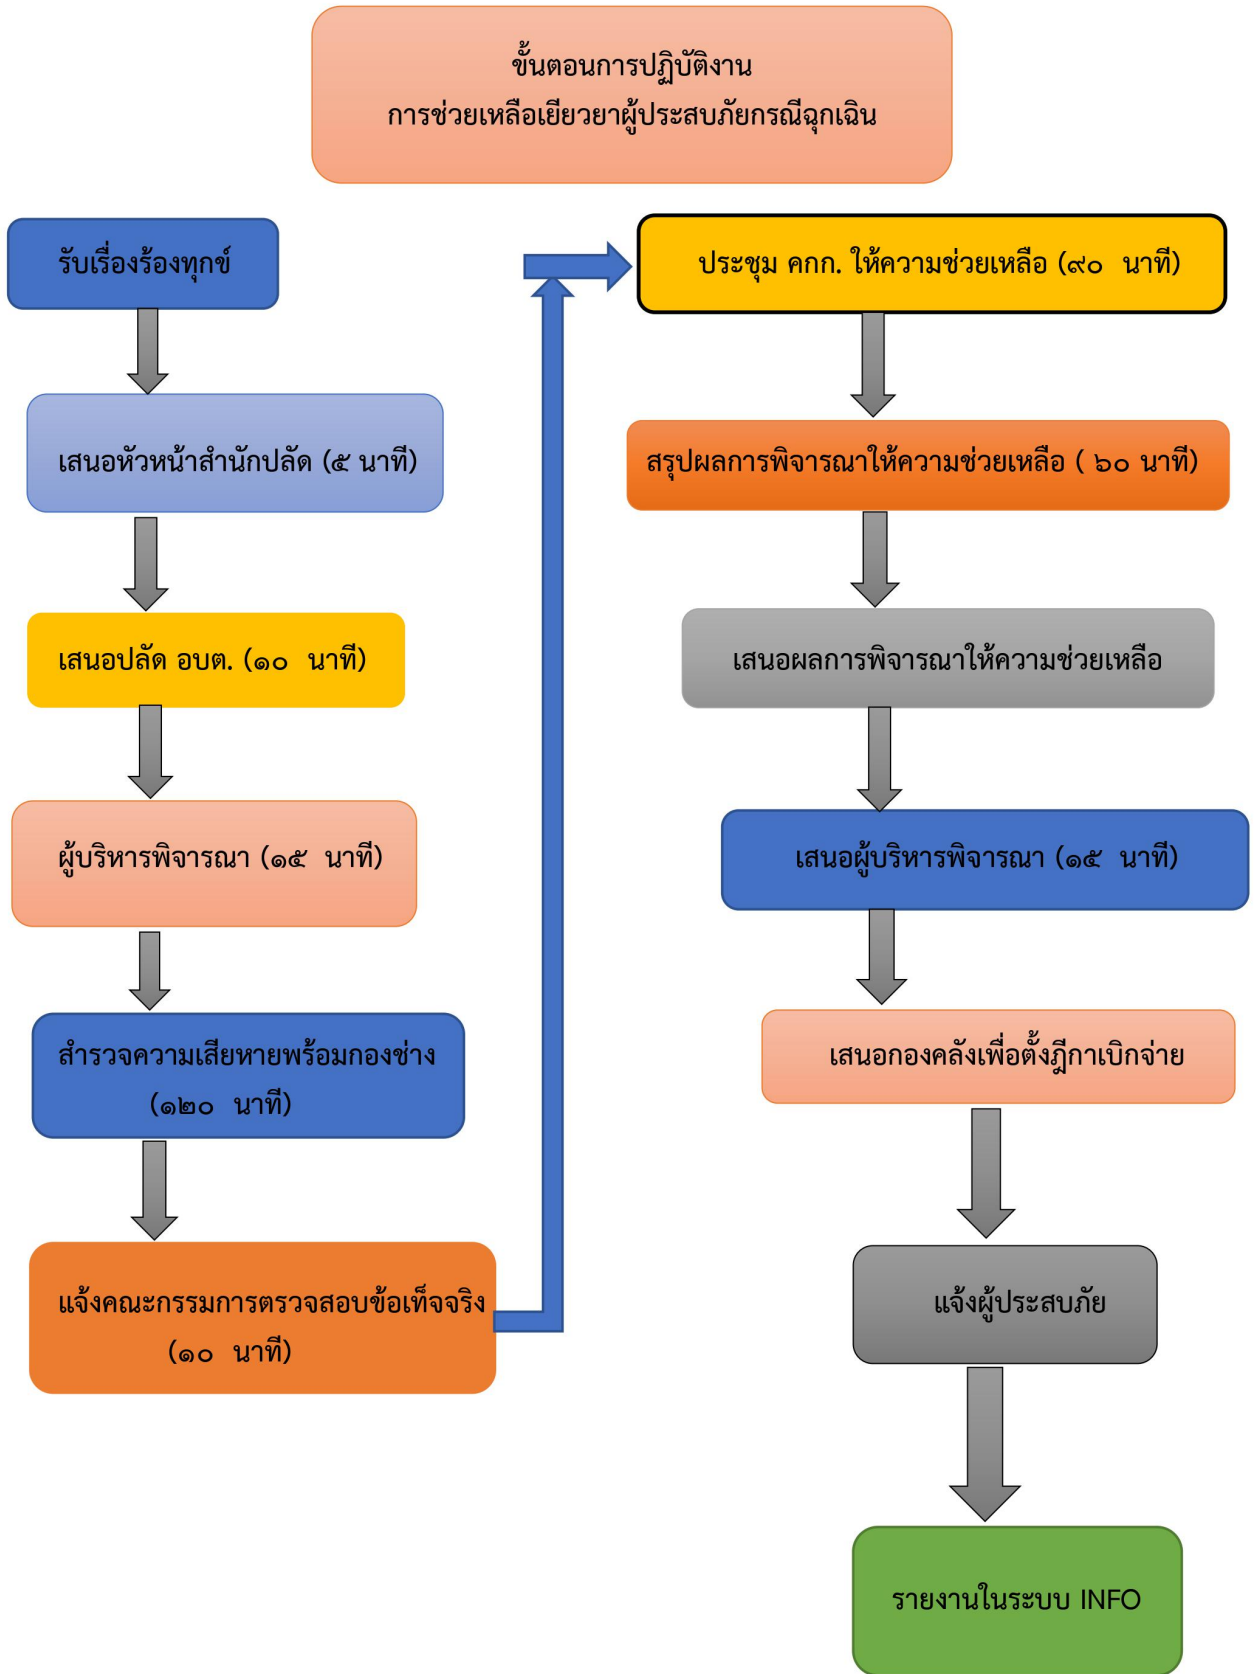 ขั้นตอนการปฏิบัติงาน
การช่วยเหลือเยียวยาผู้ประสบภัยกรณีฉุกเฉิน
รับเรื่องร้องทุกข์
เสนอหัวหน้าสำนักปลัด (๕ นาที)
เสนอปลัด อบต. (๑๐ นาที)
ผู้บริหารพิจารณา (๑๕ นาที)
สำรวจความเสียหายพร้อมกองช่าง
(๑๒๐ นาที)
แจ้งคณะกรรมการตรวจสอบข้อเท็จจริง
(๑๐ นาที)
ประชุม คกก. ให้ความช่วยเหลือ (๙๐ นาที)
สรุปผลการพิจารณาให้ความช่วยเหลือ ( ๖๐ นาที)
เสนอผลการพิจารณาให้ความช่วยเหลือ
เสนอผู้บริหารพิจารณา (๑๕ นาที)
เสนอกองคลังเพื่อตั้งฎีกาเบิกจ่าย
แจ้งผู้ประสบภัย
รายงานในระบบ INFO